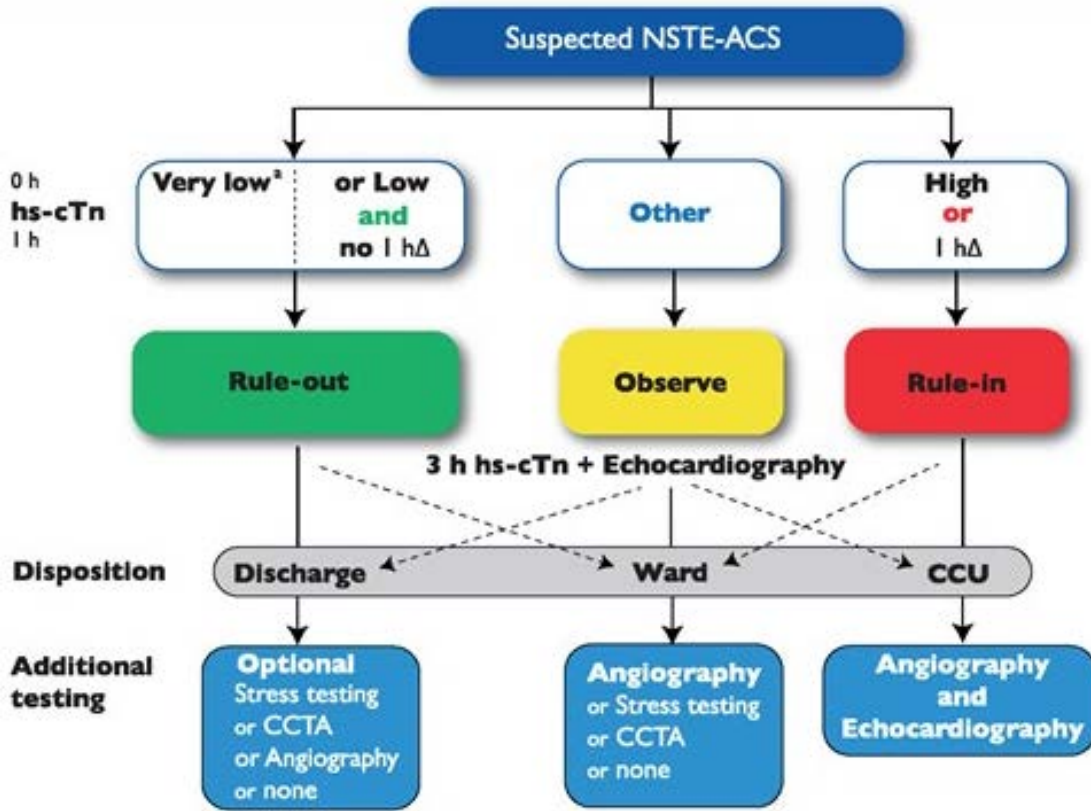 Suspected NSTE-ACS
0 h
hs-cTn
1 h
Very lowª
or Low
and
no 1 hΔ
Other
High
or
1 hΔ
Rule-out
Observe
Rule-in
3 h hs-cTn + Echocardiography
Disposition
Discharge
Ward
CCU
Additional
testing
Optional
Stress testing
or CCTA
or Angiography
or none
Angiography
or Stress testing
or CCTA
or none
Angiography
and
Echocardiography